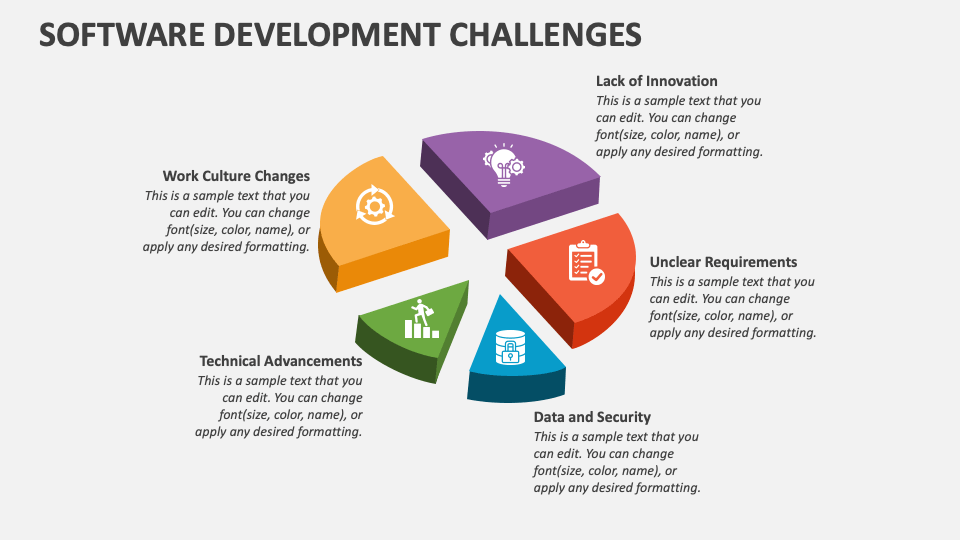 SOFTWARE DEVELOPMENT CHALLENGES
Lack of Innovation
This is a sample text that you
can edit. You can change
font(size, color, name), or
apply any desired formatting.
Work Culture Changes
This is a sample text that you
can edit. You can change
font(size, color, name), or
apply any desired formatting.
Unclear Requirements
This is a sample text that you
can edit. You can change
font(size, color, name), or
apply any desired formatting.
Technical Advancements
This is a sample text that you
can edit. You can change
font(size, color, name), or
apply any desired formatting.
Data and Security
This is a sample text that you
can edit. You can change
font(size, color, name), or
apply any desired formatting.